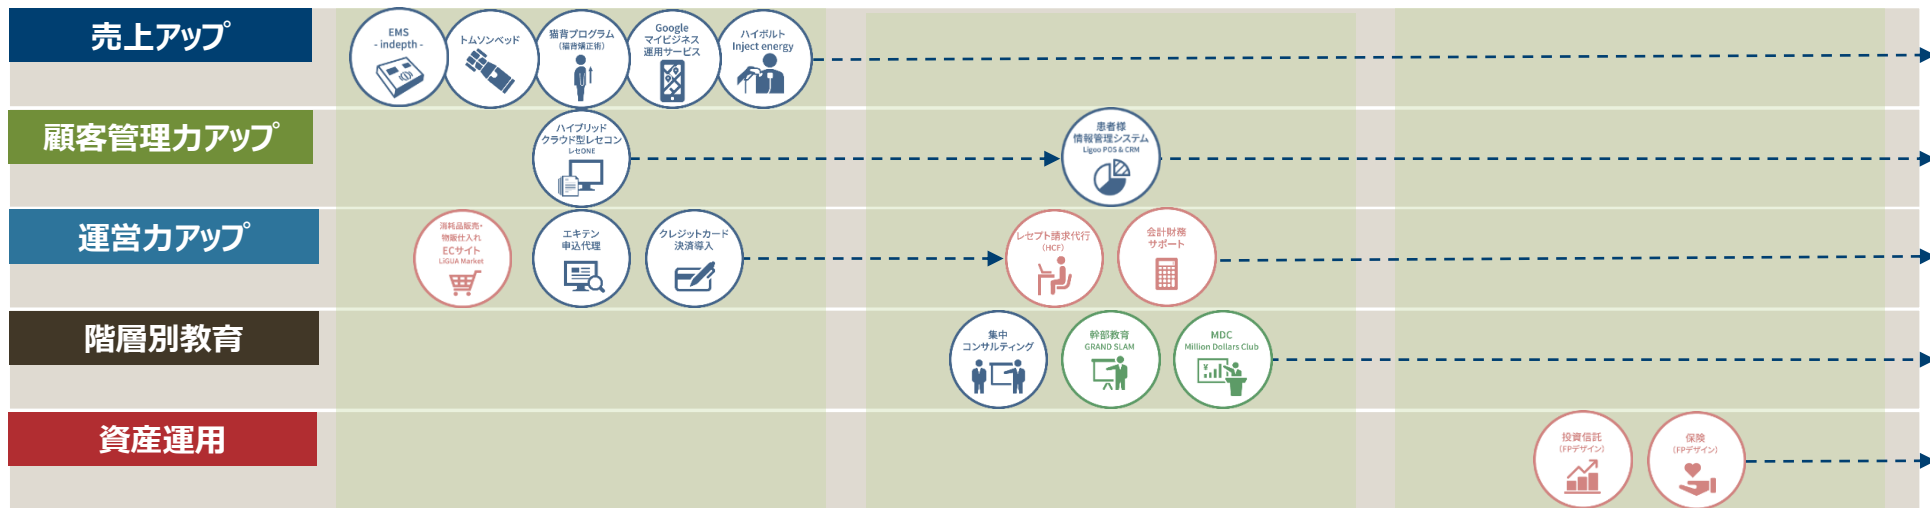 売上アップ
EMS
- indepth -
トムソンベッド
猫背プログラム
(猫背矯正術)
Google
マイビジネス
運用サービス
ハイボルト
Inject energy
顧客管理力アップ
ハイブリッド
クラウド型レセコン
レセONE
患者様
情報管理システム
Ligoo POS & CRM
運営力アップ
消耗品販売・
物販仕入れ
ECサイト
LiGUA Market
エキテン
申込代理
クレジットカード
決済導入
レセプト請求代行
(HCF)
会計財務
サポート
階層別教育
集中
コンサルティング
幹部教育
GRAND SLAM
MDC
Million Dollars Club
¥
資産運用
投資信託
(FPデザイン)
保険
(FPデザイン)